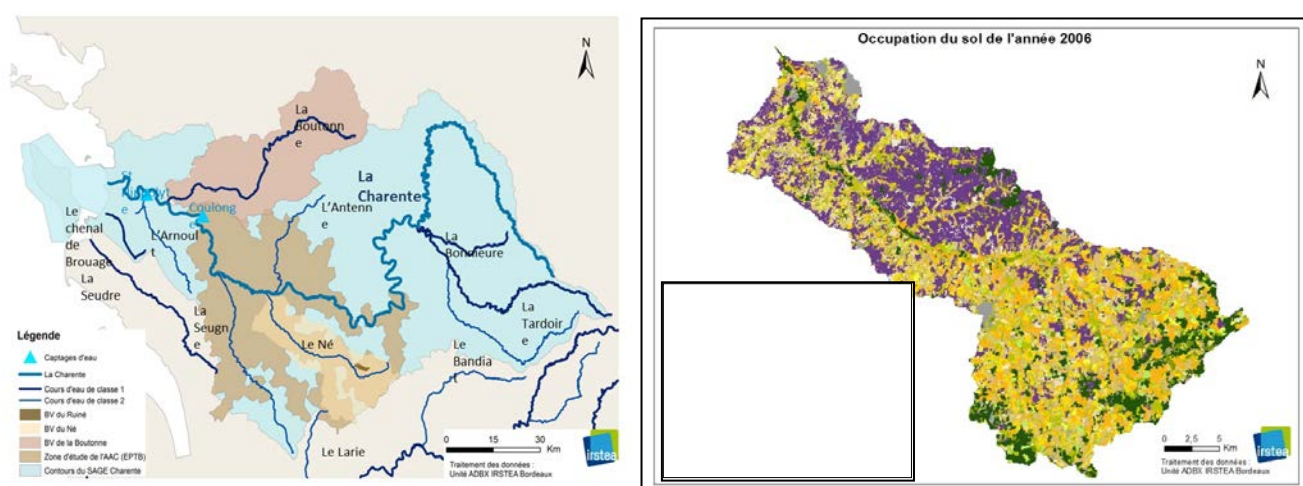 N
La
Boutonn
e
La
Charente
St
e
Coulong
e
L'Antenn
e
Le
chenal
de
Brouage
L'Arnoul
t
La
Seudre
La
Seugn
e
La
Bonnieure
La
Tardoir
e
Le Né
Le
Bandia
t
Le Larie
Légende
Captages d'eau
La Charente
Cours d'eau de classe 1
Cours d'eau de classe 2
BV du Ruiné
BV du Né
BV de la Boutonne
Zone d'étude de l'AAC (EPTB)
Contours du SAGE Charente
0 15 30
Km
Traitement des données :
Unité ADBX IRSTEA Bordeaux
irstea
Occupation du sol de l'année 2006
N
0 2,5 5
Km
Traitement des données :
Unité ADBX IRSTEA Bordeaux
irstea